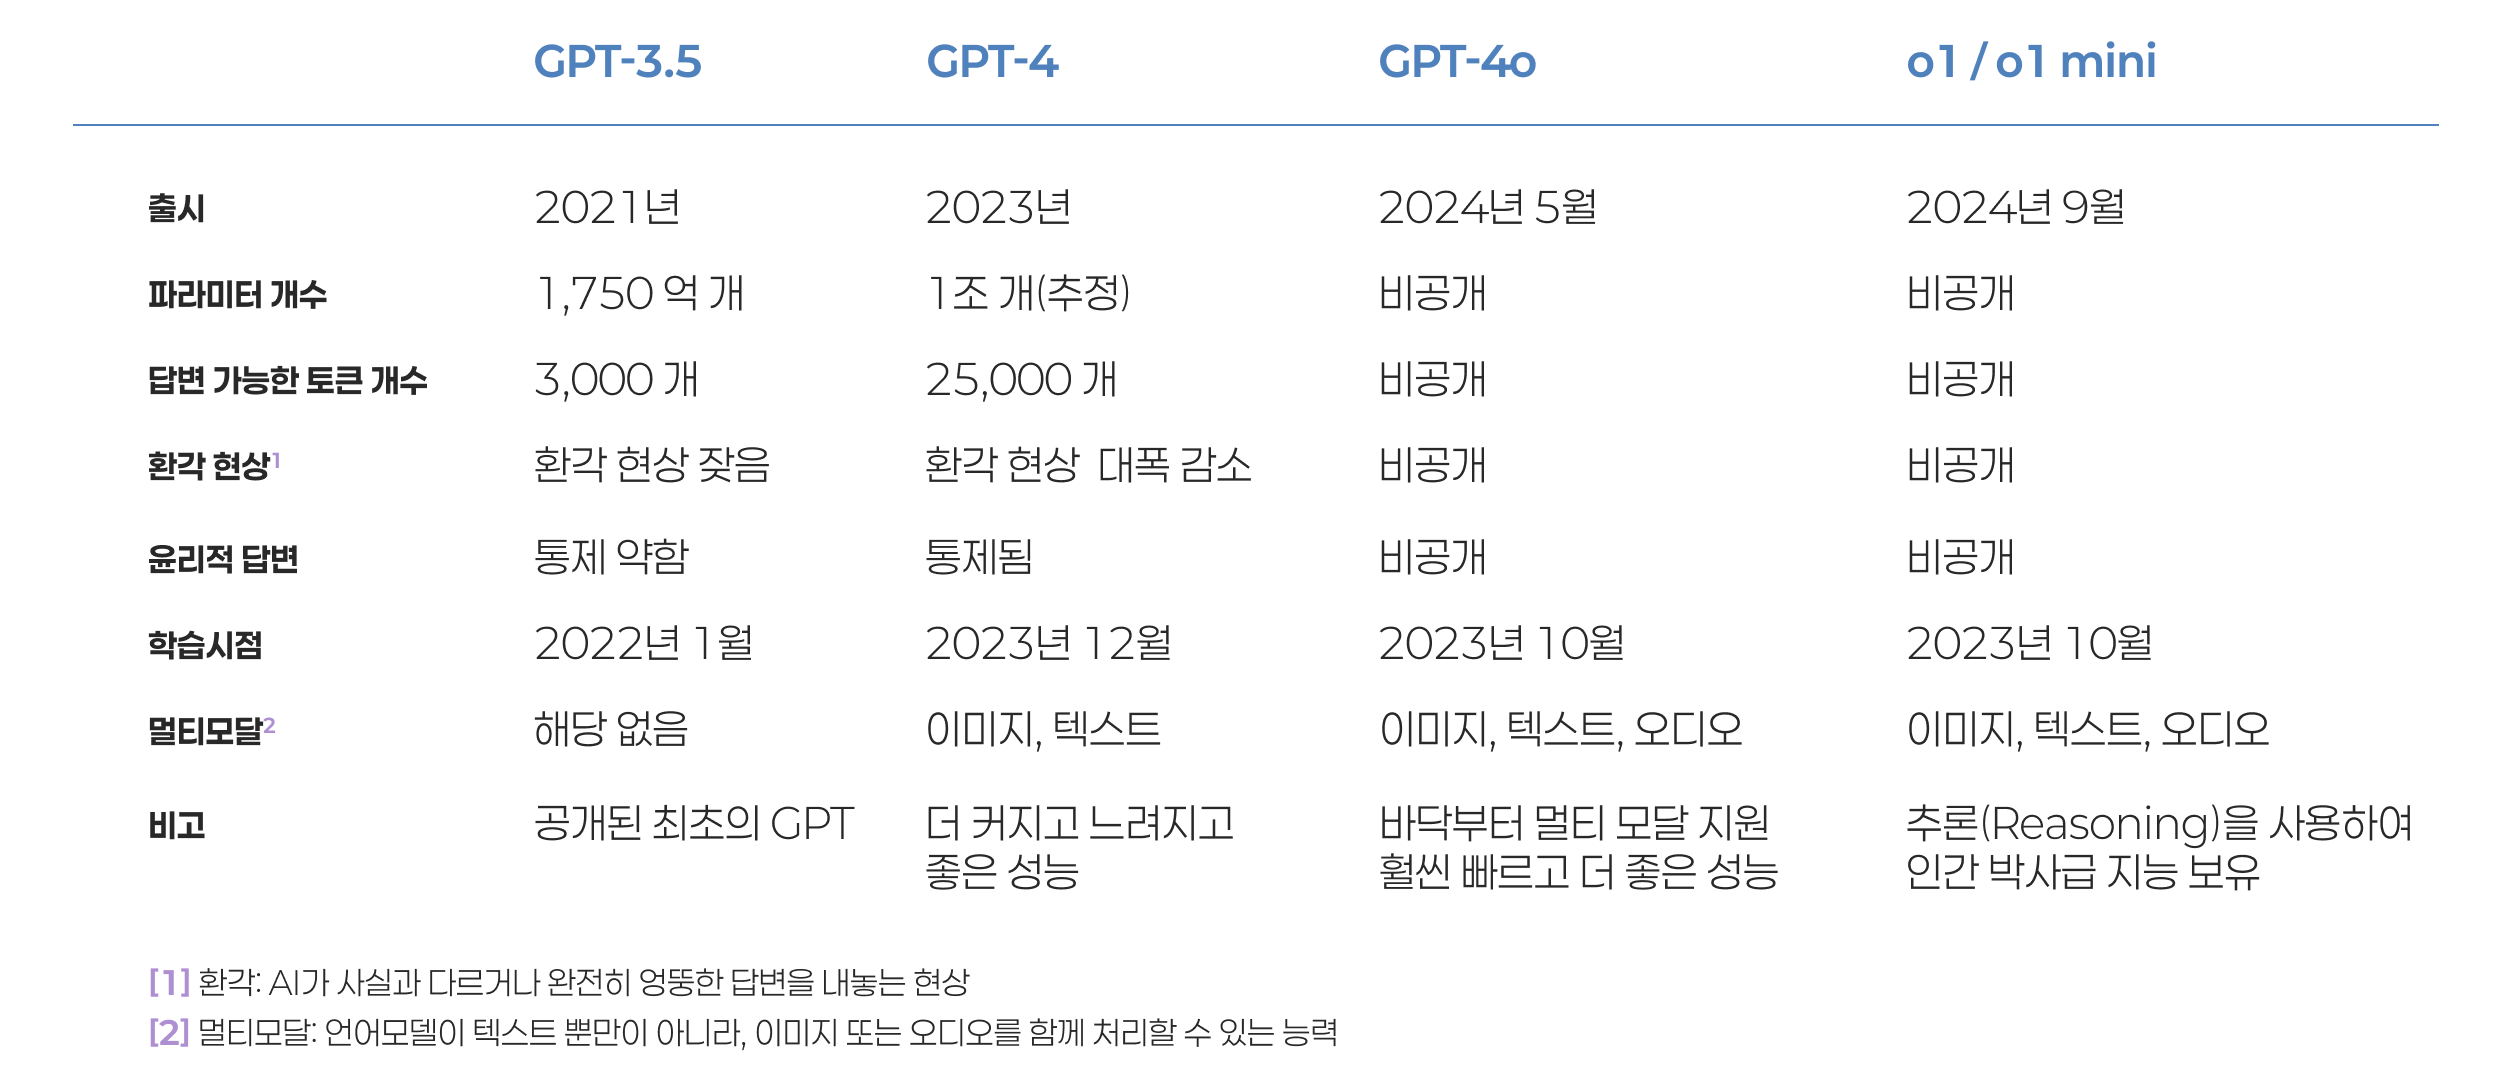 GPT-3.5 GPT-4 GPT-4o o1 / o1 mini
출시 2021년 2023년 2024년 5월 2024년 9월
파라미터 개수 1,750 억 개 1조 개(추정) 비공개 비공개
답변 가능한 토큰 개수 3,000 개 25,000 개 비공개 비공개
환각 현상1 환각 현상 잦음 환각 현상 대폭 감소 비공개 비공개
윤리적 답변 통제 약함 통제됨 비공개 비공개
학습시점 2022년 1월 2023년 12월 2023년 10월 2023년 10월
멀티모달2 해당 없음 이미지, 텍스트 이미지, 텍스트, 오디오 이미지, 텍스트, 오디오
비고 공개된 최초의 GPT 더 커지고 느려지고 바닥부터 멀티 모달 지원 추론(Reasoning)을 사용하여
좋은 성능 훨씬 빠르고 더 좋은 성능 인간 박사급 지능 보유
[1] 환각: AI가 사실과 다르거나 완전히 엉뚱한 답변을 내놓는 현상
[2] 멀티모달: 언어모델이 텍스트 뿐만이 아니라, 이미지 또는 오디오를 함께 처리할 수 있는 능력